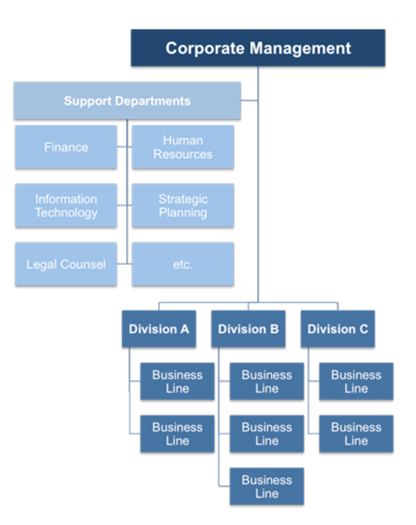 Corporate Management
Support Departments
Finance
Human
Resources
Information
Technology
Strategic
Planning
Legal Counsel
etc.
Division A
Division B
Division C
Business
Line
Business
Line
Business
Line
Business
Line
Business
Line
Business
Line
Business
Line